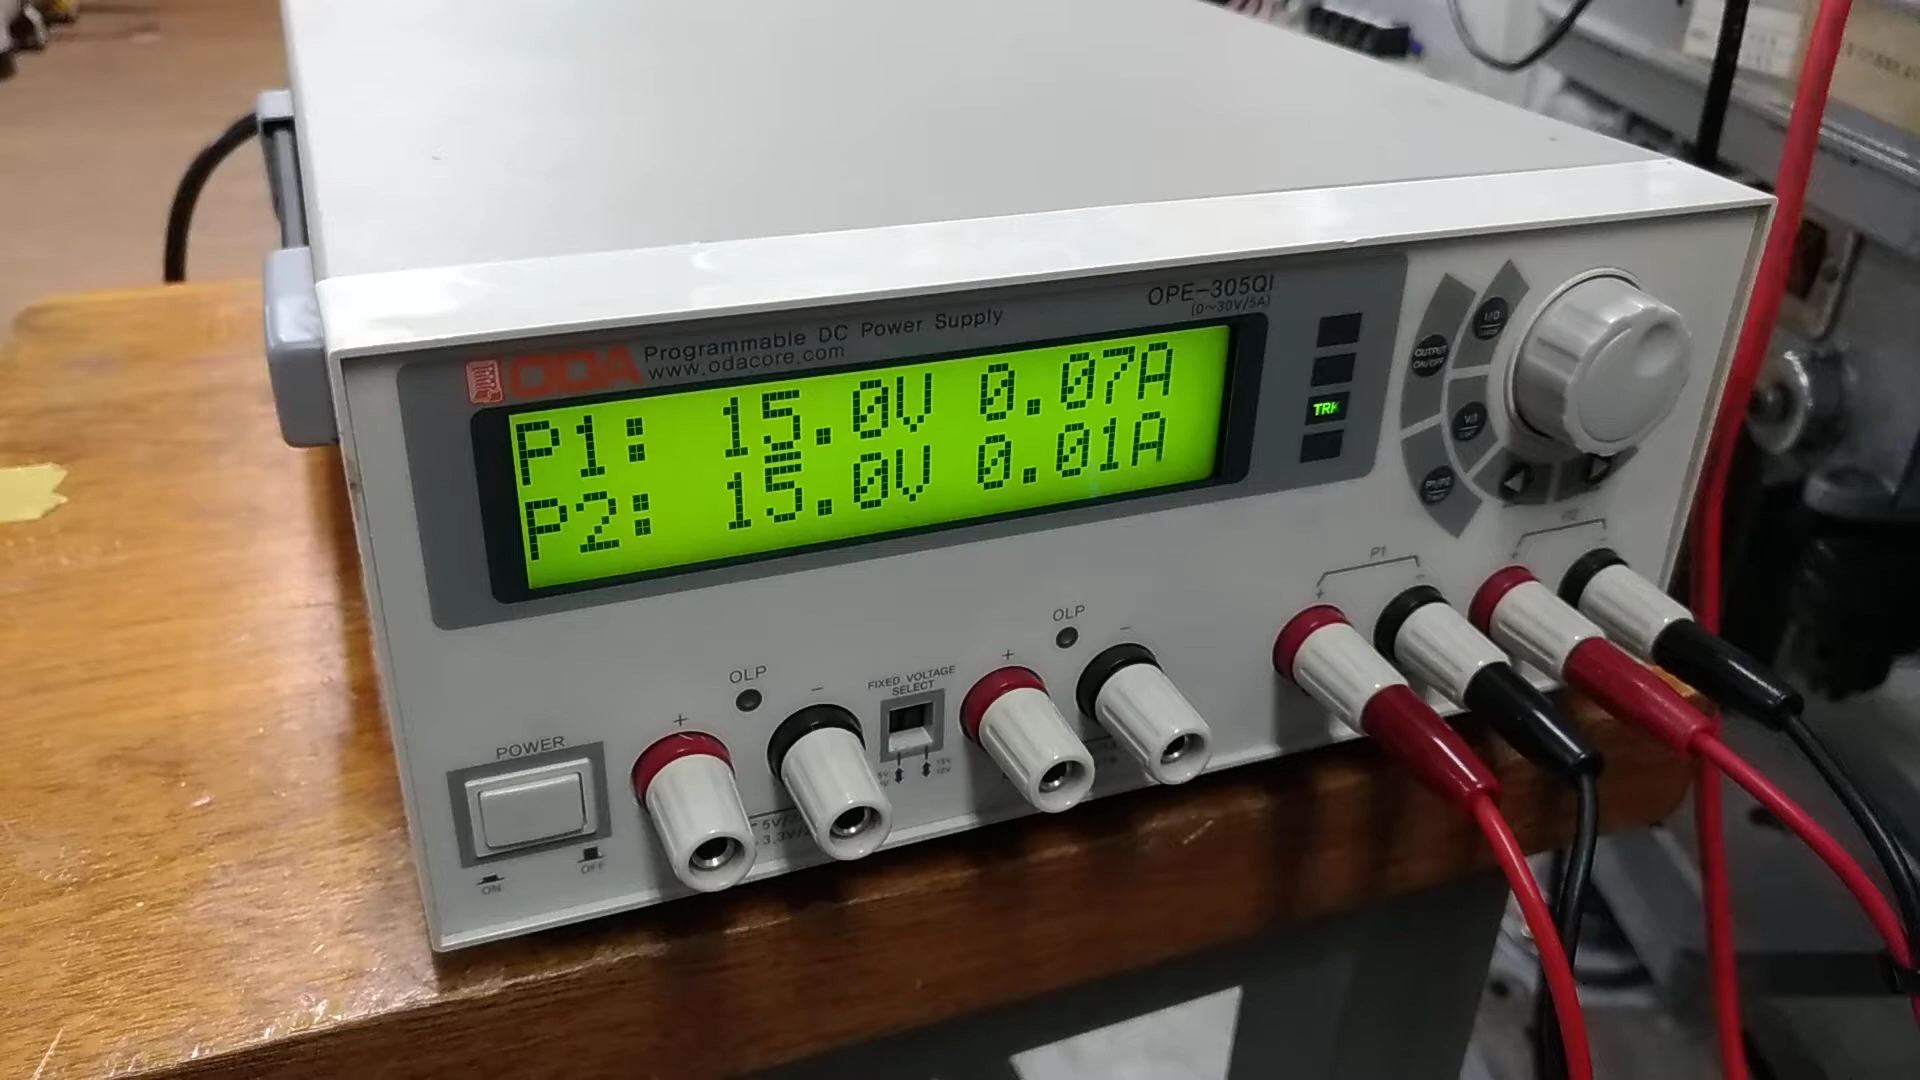 OPE-305QI
(0~30V/5A)
ODA Programmable DC Power Supply
www.odacore.com
P1: 15.0V 0.07A
P2: 15.0V 0.01A
TRK
OUTPUT
ON/OFF
V/I
P1/P2
P1
+ -
P2
OLP
+ -
FIXED VOLTAGE
SELECT
OLP
+ -
POWER
ON
OFF